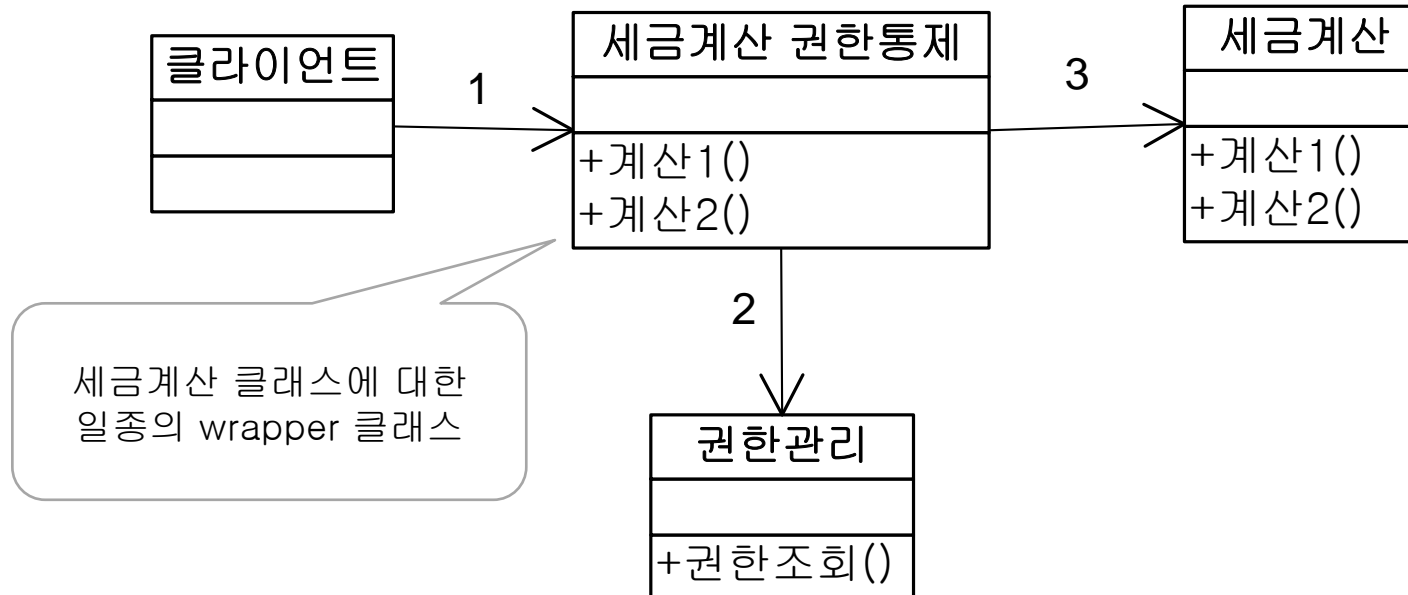 클라이언트
1
세금계산 권한통제
+계산1()
+계산2()
3
세금계산
+계산1()
+계산2()
2
세금계산 클래스에 대한
일종의 wrapper 클래스
권한관리
+권한조회()